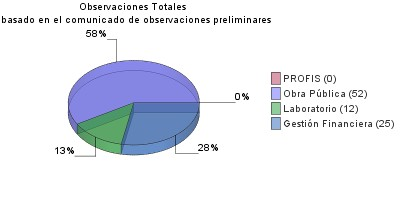 Observaciones Totales
basado en el comunicado de observaciones preliminares
58%
0%
13%
28%
PROFIS (0)
Obra Pública (52)
Laboratorio (12)
Gestión Financiera (25)